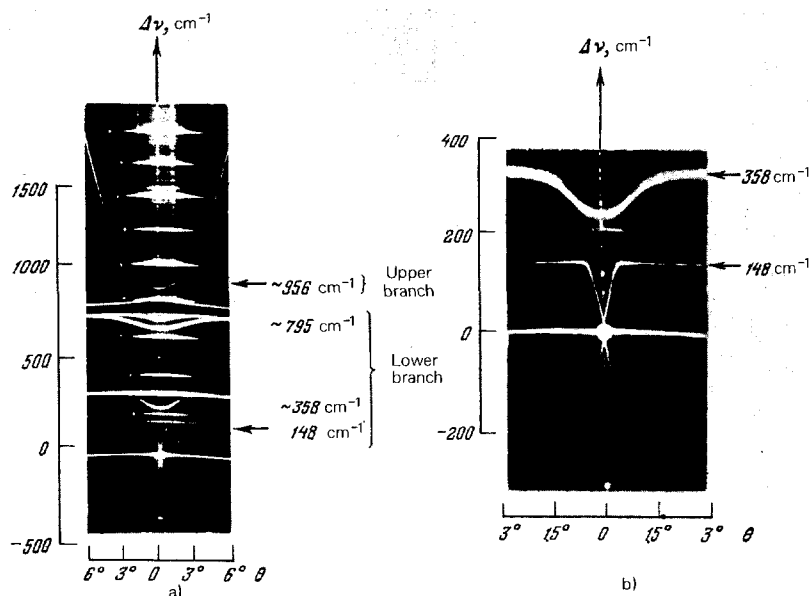 Δν, cm⁻¹
1500
1000
500
0
-500
~956 cm⁻¹ } Upper branch
~795 cm⁻¹
~358 cm⁻¹
148 cm⁻¹
Lower branch
6° 3° 0 3° 6° θ
a)
Δν, cm⁻¹
400
200
0
-200
358 cm⁻¹
148 cm⁻¹
3° 1,5° 0 1,5° 3° θ
b)